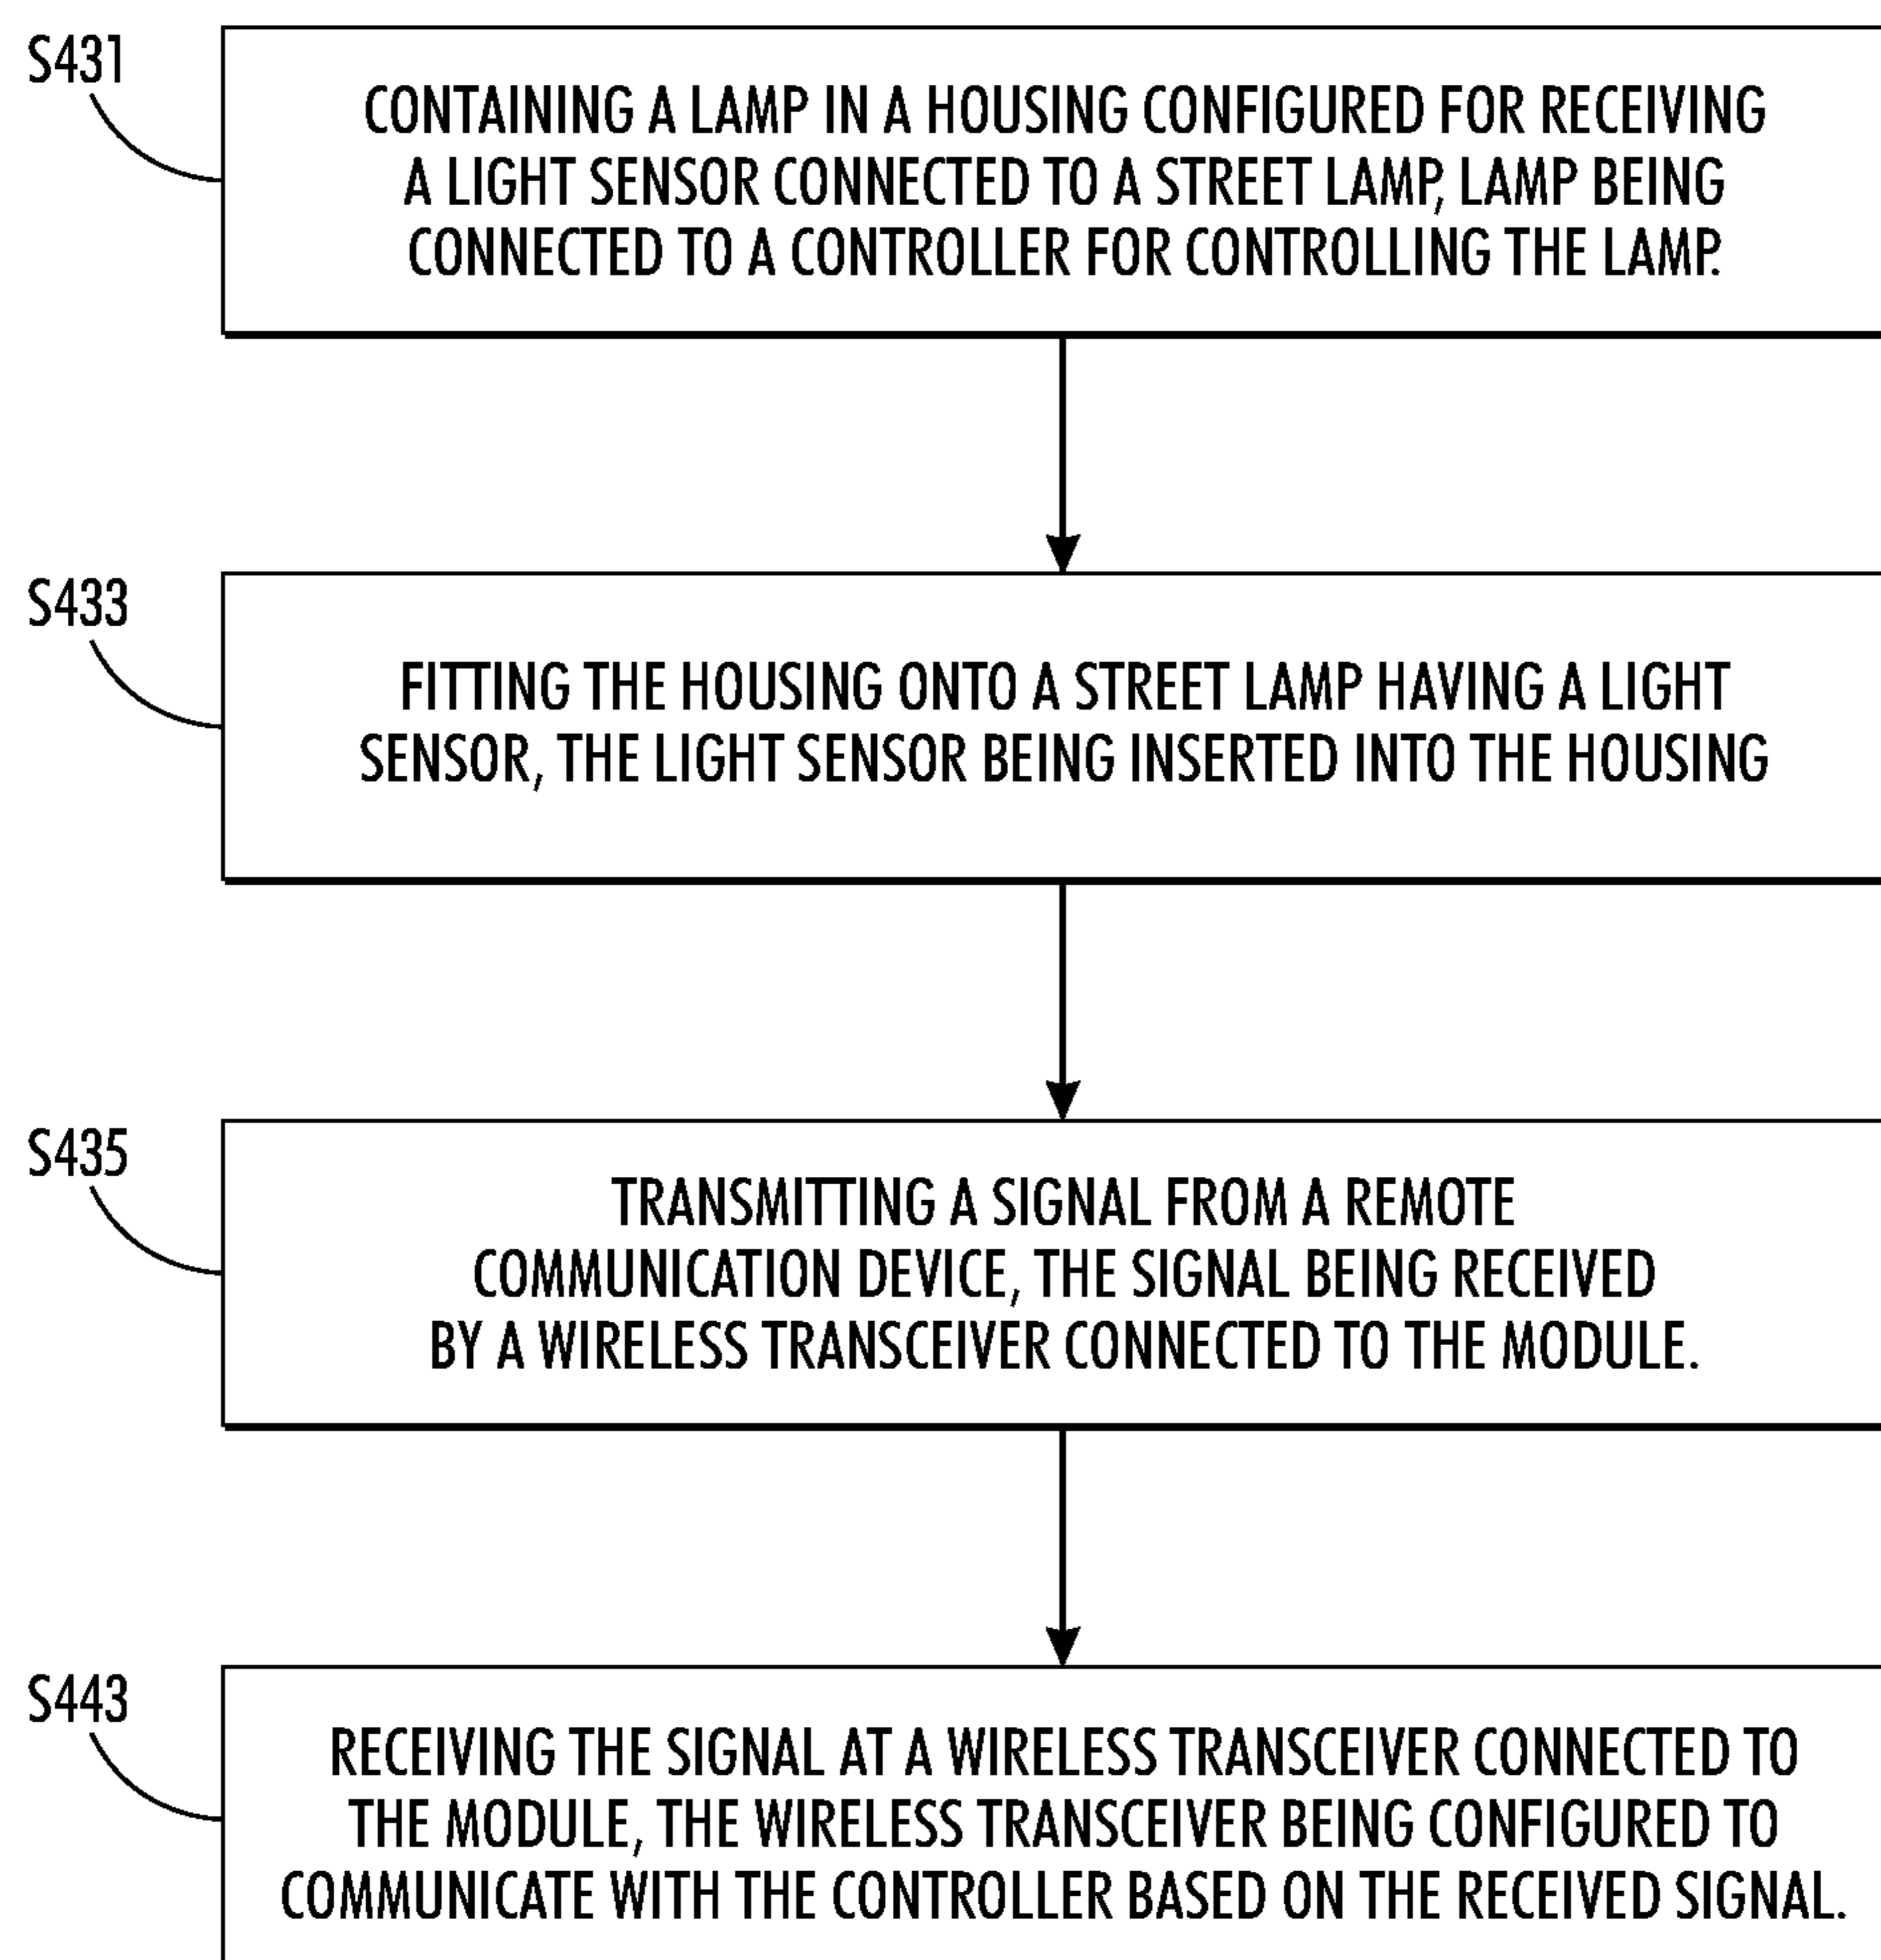 S431
CONTAINING A LAMP IN A HOUSING CONFIGURED FOR RECEIVING
A LIGHT SENSOR CONNECTED TO A STREET LAMP, LAMP BEING
CONNECTED TO A CONTROLLER FOR CONTROLLING THE LAMP.
S433
FITTING THE HOUSING ONTO A STREET LAMP HAVING A LIGHT
SENSOR, THE LIGHT SENSOR BEING INSERTED INTO THE HOUSING
S435
TRANSMITTING A SIGNAL FROM A REMOTE
COMMUNICATION DEVICE, THE SIGNAL BEING RECEIVED
BY A WIRELESS TRANSCEIVER CONNECTED TO THE MODULE.
S443
RECEIVING THE SIGNAL AT A WIRELESS TRANSCEIVER CONNECTED TO
THE MODULE, THE WIRELESS TRANSCEIVER BEING CONFIGURED TO
COMMUNICATE WITH THE CONTROLLER BASED ON THE RECEIVED SIGNAL.